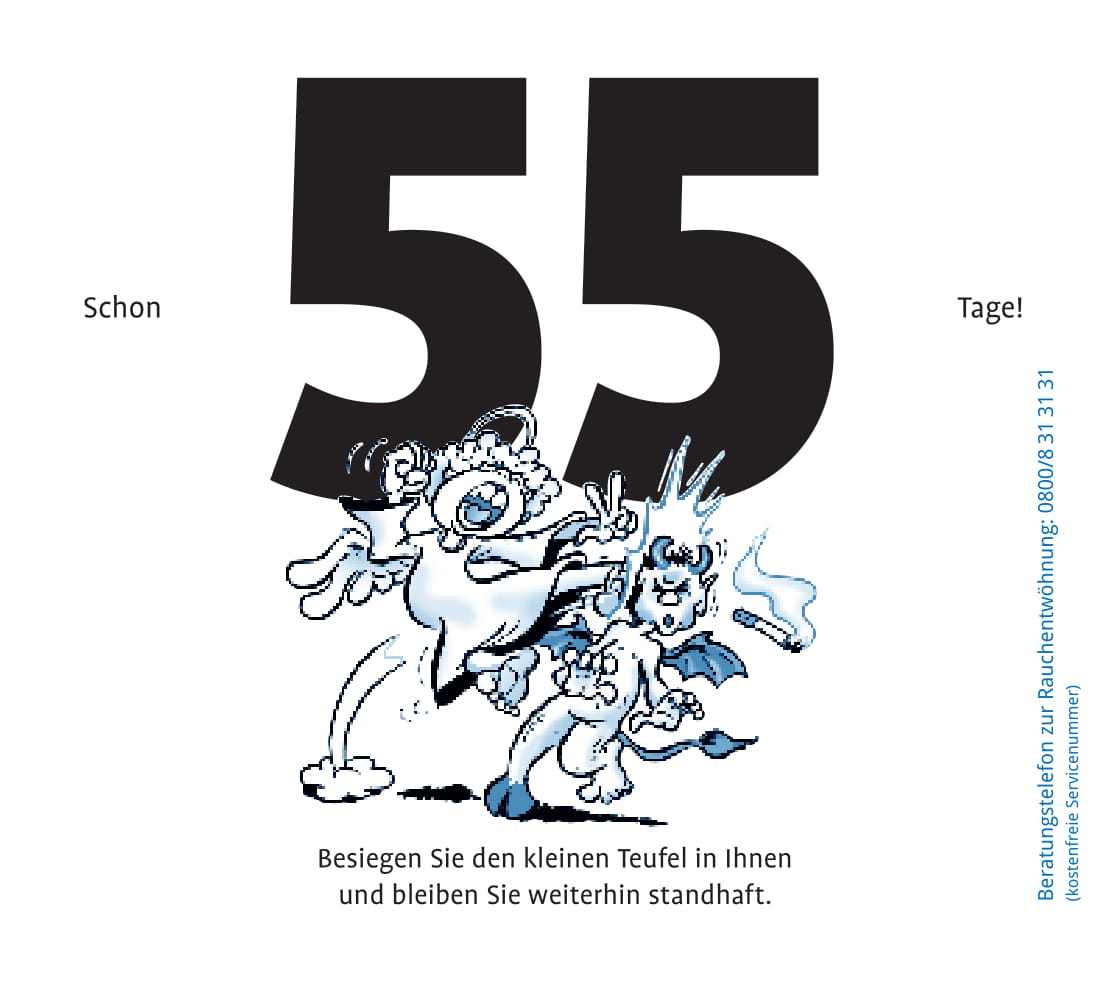 55
Schon
Tage!
Besiegen Sie den kleinen Teufel in Ihnen
und bleiben Sie weiterhin standhaft.
Beratungstelefon zur Rauchentwöhnung: 0800/8 31 31 31
(kostenfreie Servicenummer)